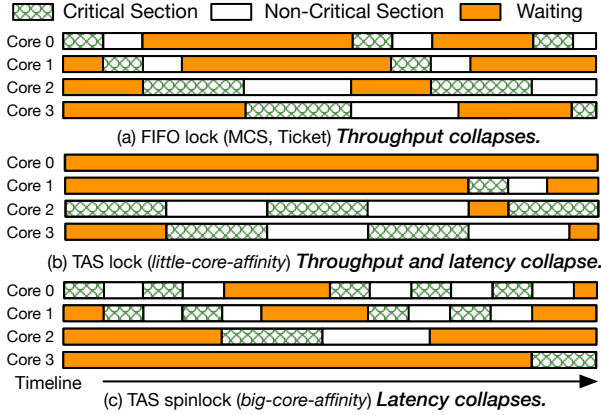 Critical Section Non-Critical Section Waiting
Core 0
Core 1
Core 2
Core 3
(a) FIFO lock (MCS, Ticket) Throughput collapses.
Core 0
Core 1
Core 2
Core 3
(b) TAS lock (little-core-affinity) Throughput and latency collapse.
Core 0
Core 1
Core 2
Core 3
Timeline
(c) TAS spinlock (big-core-affinity) Latency collapses.